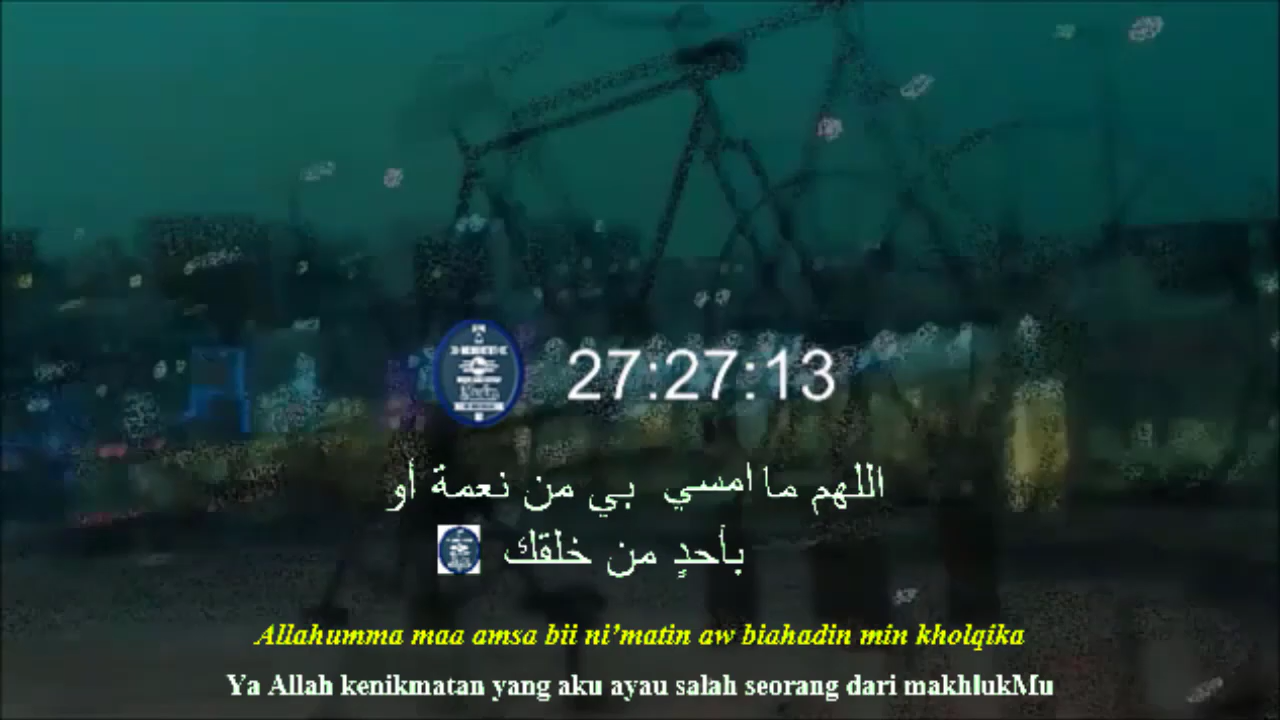 27:27:13
اللهم ما امسي بي من نعمة أو
بأحدٍ من خلقك
Allahumma maa amsa bii ni’matin aw biahadin min kholqika
Ya Allah kenikmatan yang aku ayau salah seorang dari makhlukMu